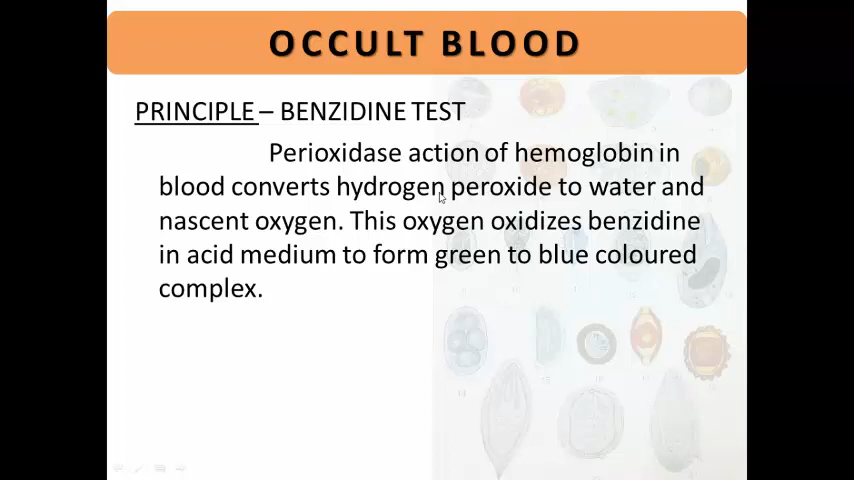 OCCULT BLOOD
PRINCIPLE – BENZIDINE TEST
Perioxidase action of hemoglobin in
blood converts hydrogen peroxide to water and
nascent oxygen. This oxygen oxidizes benzidine
in acid medium to form green to blue coloured
complex.